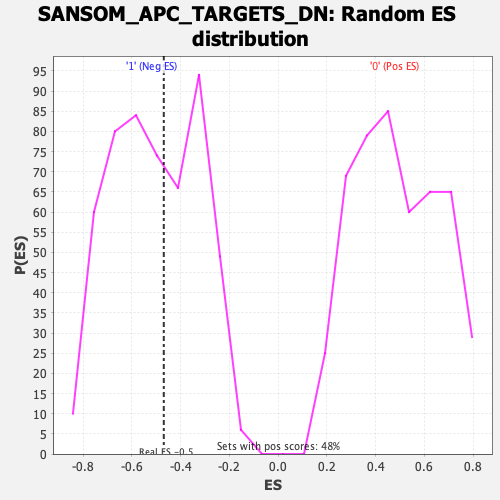 SANSOM_APC_TARGETS_DN: Random ES
distribution
'1' (Neg ES)
'0' (Pos ES)
95
90
85
80
75
70
65
60
55
50
45
40
35
30
25
20
15
10
5
0
P(ES)
Real ES -0.5
Sets with pos scores: 48%
-0.8 -0.6 -0.4 -0.2 0.0 0.2 0.4 0.6 0.8
ES